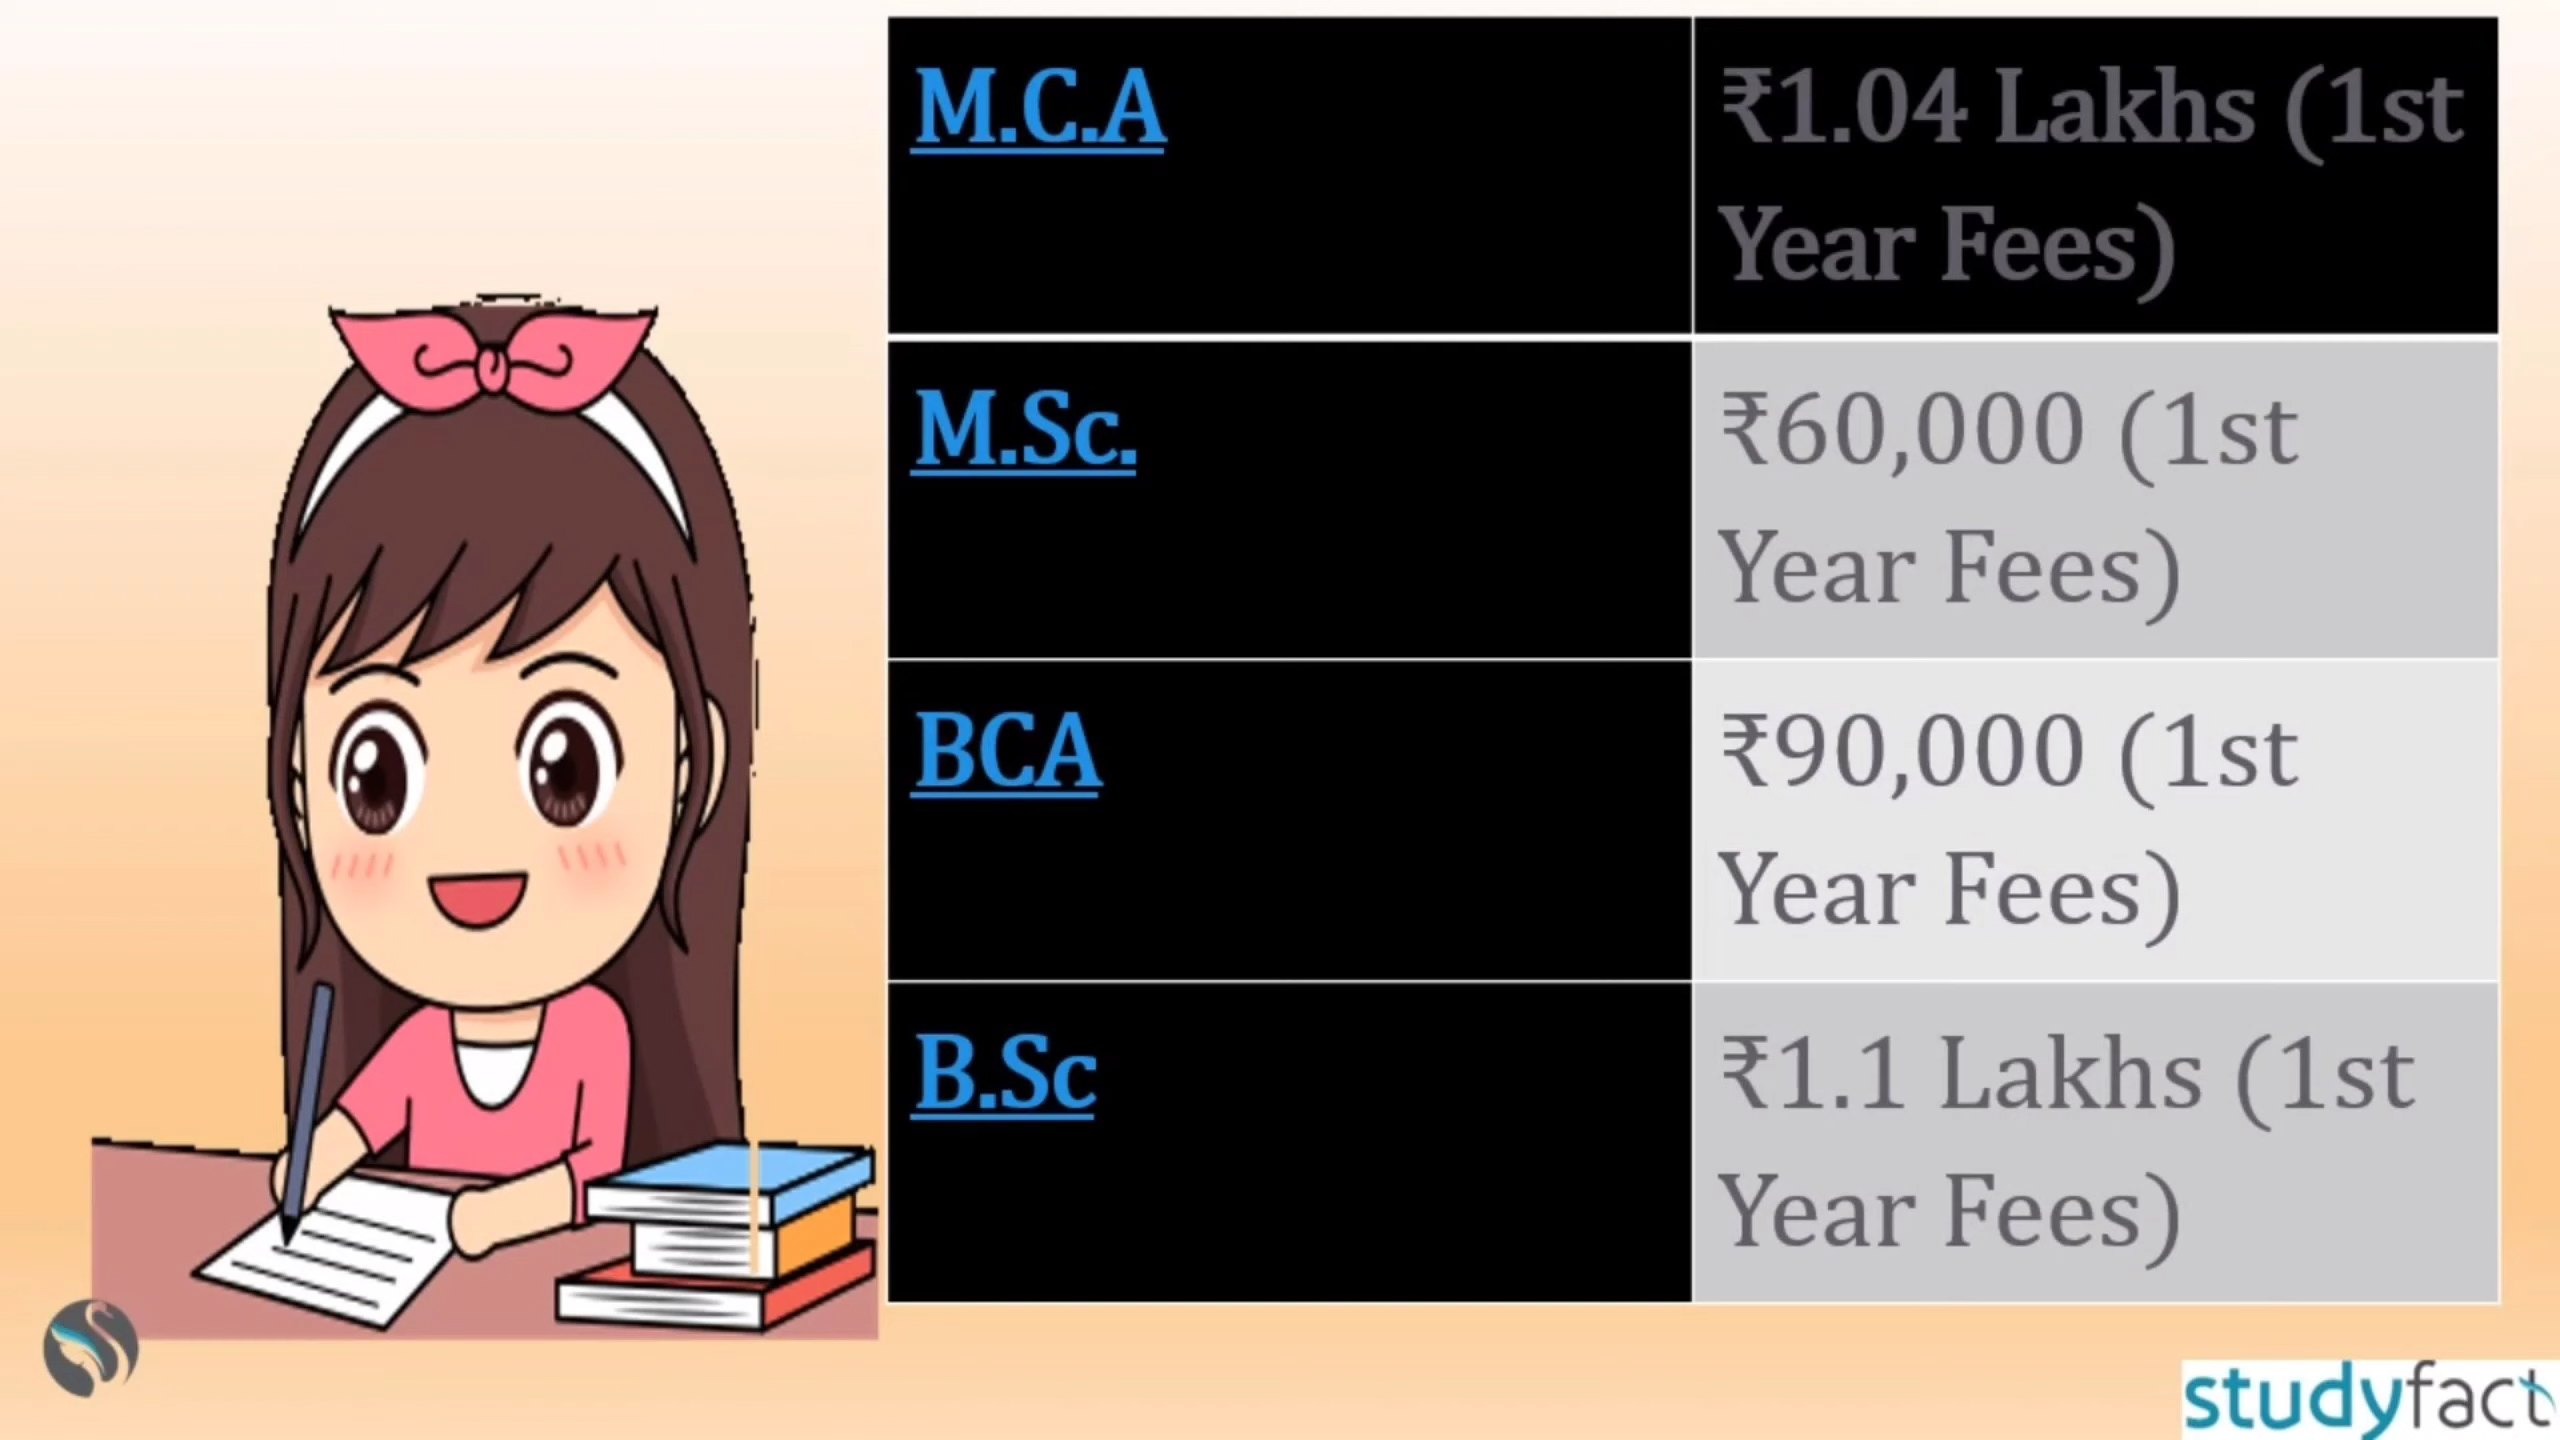 M.C.A
₹1.04 Lakhs (1st
Year Fees)
M.Sc.
₹60,000 (1st
Year Fees)
BCA
₹90,000 (1st
Year Fees)
B.Sc
₹1.1 Lakhs (1st
Year Fees)
studyfact